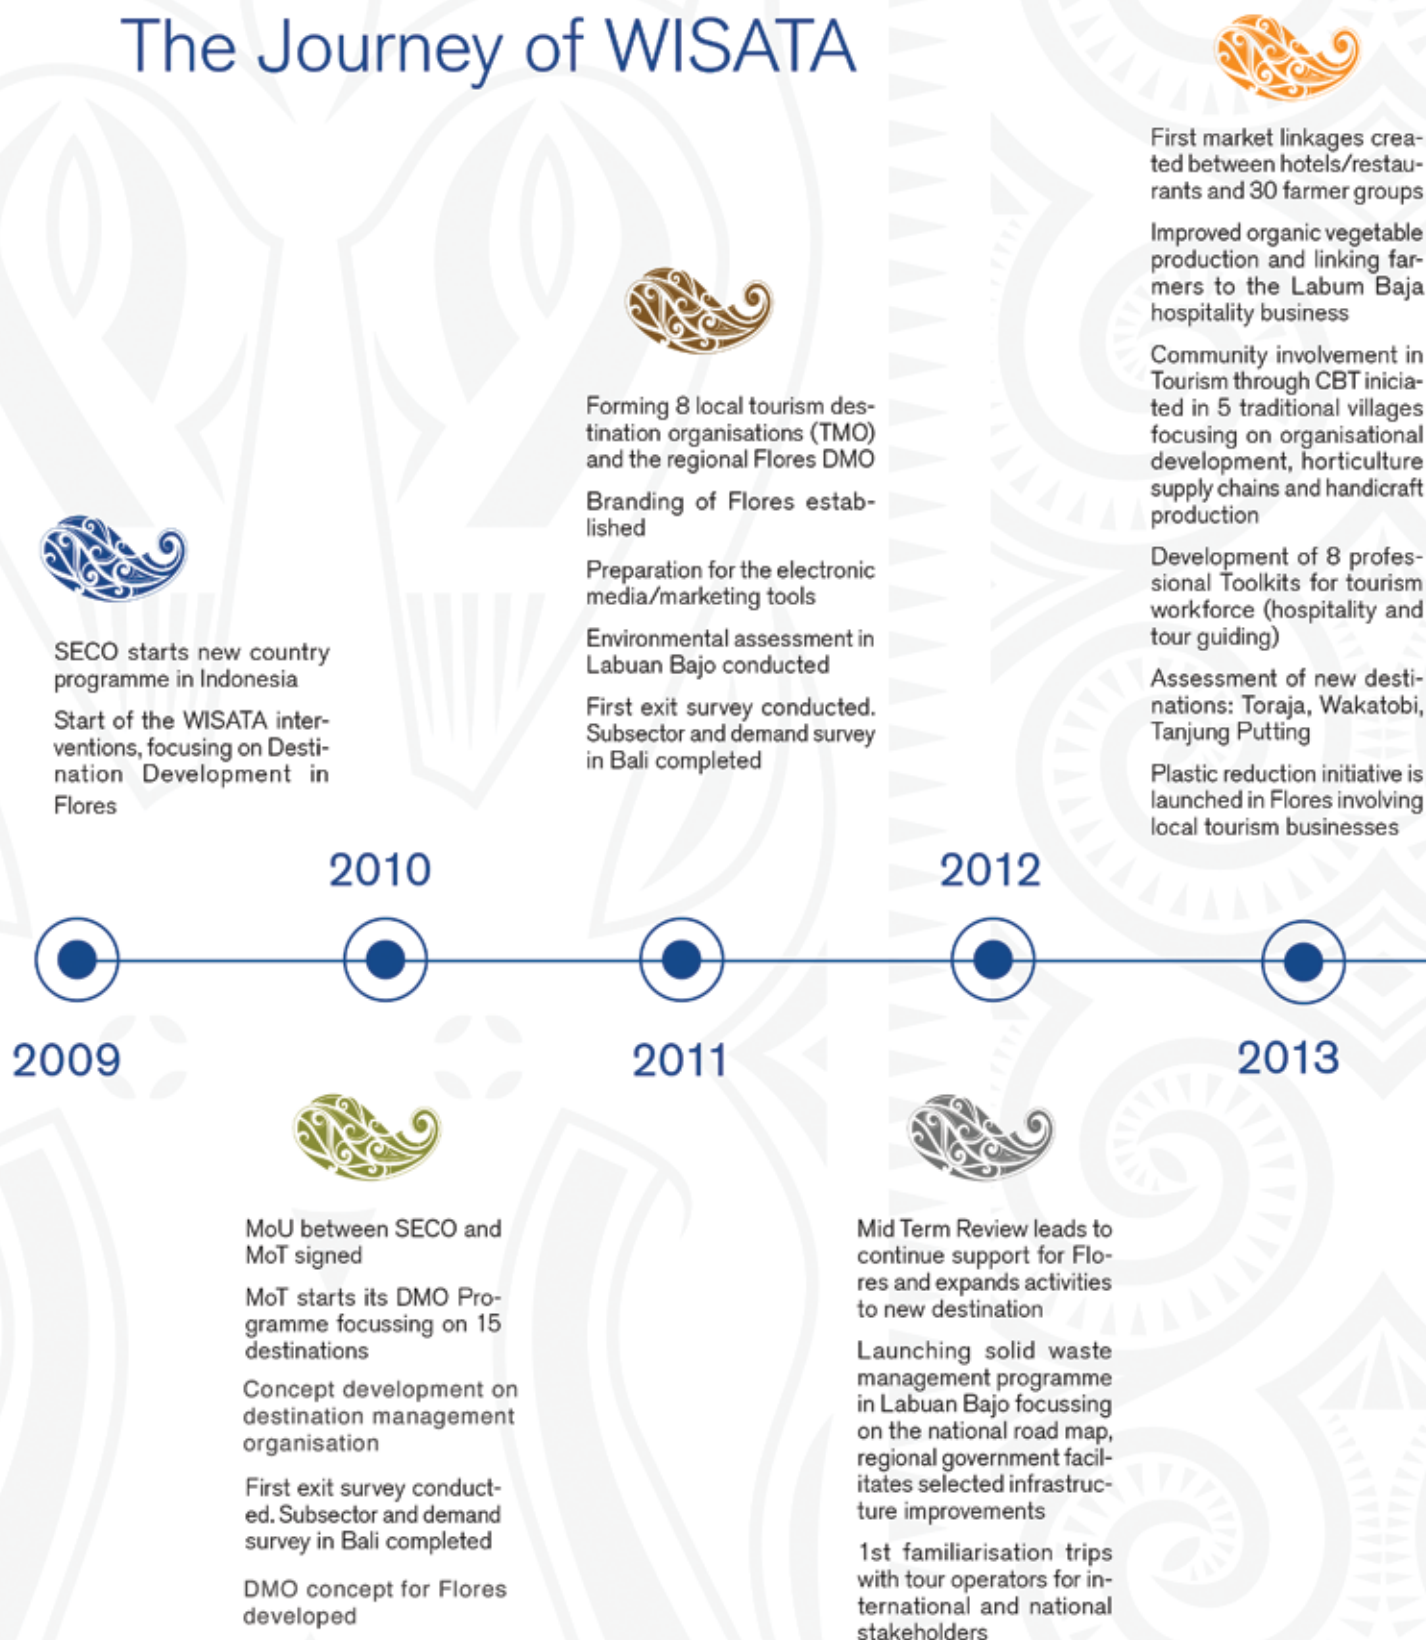 The Journey of WISATA
SECO starts new country
programme in Indonesia
Start of the WISATA inter-
ventions, focusing on Desti-
nation Development in
Flores
2009
2010
MoU between SECO and
MoT signed
MoT starts its DMO Pro-
gramme focussing on 15
destinations
Concept development on
destination management
organisation
First exit survey conduct-
ed. Subsector and demand
survey in Bali completed
DMO concept for Flores
developed
Forming 8 local tourism des-
tination organisations (TMO)
and the regional Flores DMO
Branding of Flores estab-
lished
Preparation for the electronic
media/marketing tools
Environmental assessment in
Labuan Bajo conducted
First exit survey conducted.
Subsector and demand survey
in Bali completed
2011
2012
Mid Term Review leads to
continue support for Flo-
res and expands activities
to new destination
Launching solid waste
management programme
in Labuan Bajo focussing
on the national road map,
regional government facil-
itates selected infrastruc-
ture improvements
1st familiarisation trips
with tour operators for in-
ternational and national
stakeholders
First market linkages crea-
ted between hotels/restau-
rants and 30 farmer groups
Improved organic vegetable
production and linking far-
mers to the Labum Baja
hospitality business
Community involvement in
Tourism through CBT inicia-
ted in 5 traditional villages
focusing on organisational
development, horticulture
supply chains and handicraft
production
Development of 8 profes-
sional Toolkits for tourism
workforce (hospitality and
tour guiding)
Assessment of new desti-
nations: Toraja, Wakatobi,
Tanjung Putting
Plastic reduction initiative is
launched in Flores involving
local tourism businesses
2013